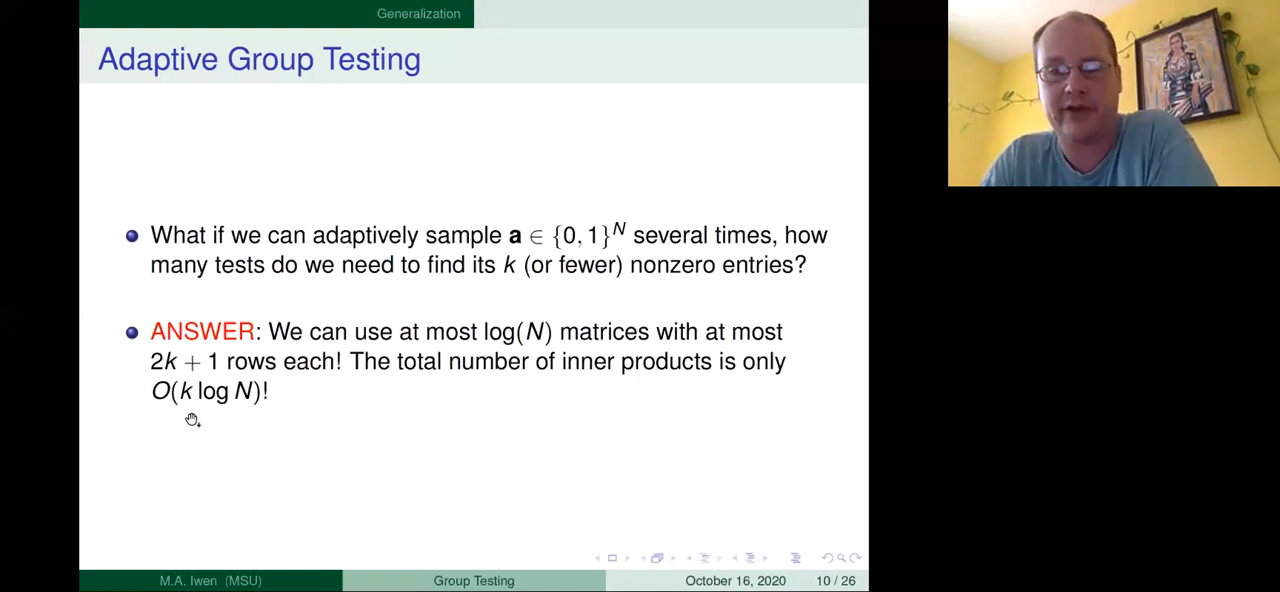 Generalization
Adaptive Group Testing
What if we can adaptively sample a ∈ {0, 1}^N several times, how
many tests do we need to find its k (or fewer) nonzero entries?
ANSWER: We can use at most log(N) matrices with at most
2k + 1 rows each! The total number of inner products is only
O(k log N)!
M.A. Iwen (MSU)
Group Testing
October 16, 2020
10 / 26